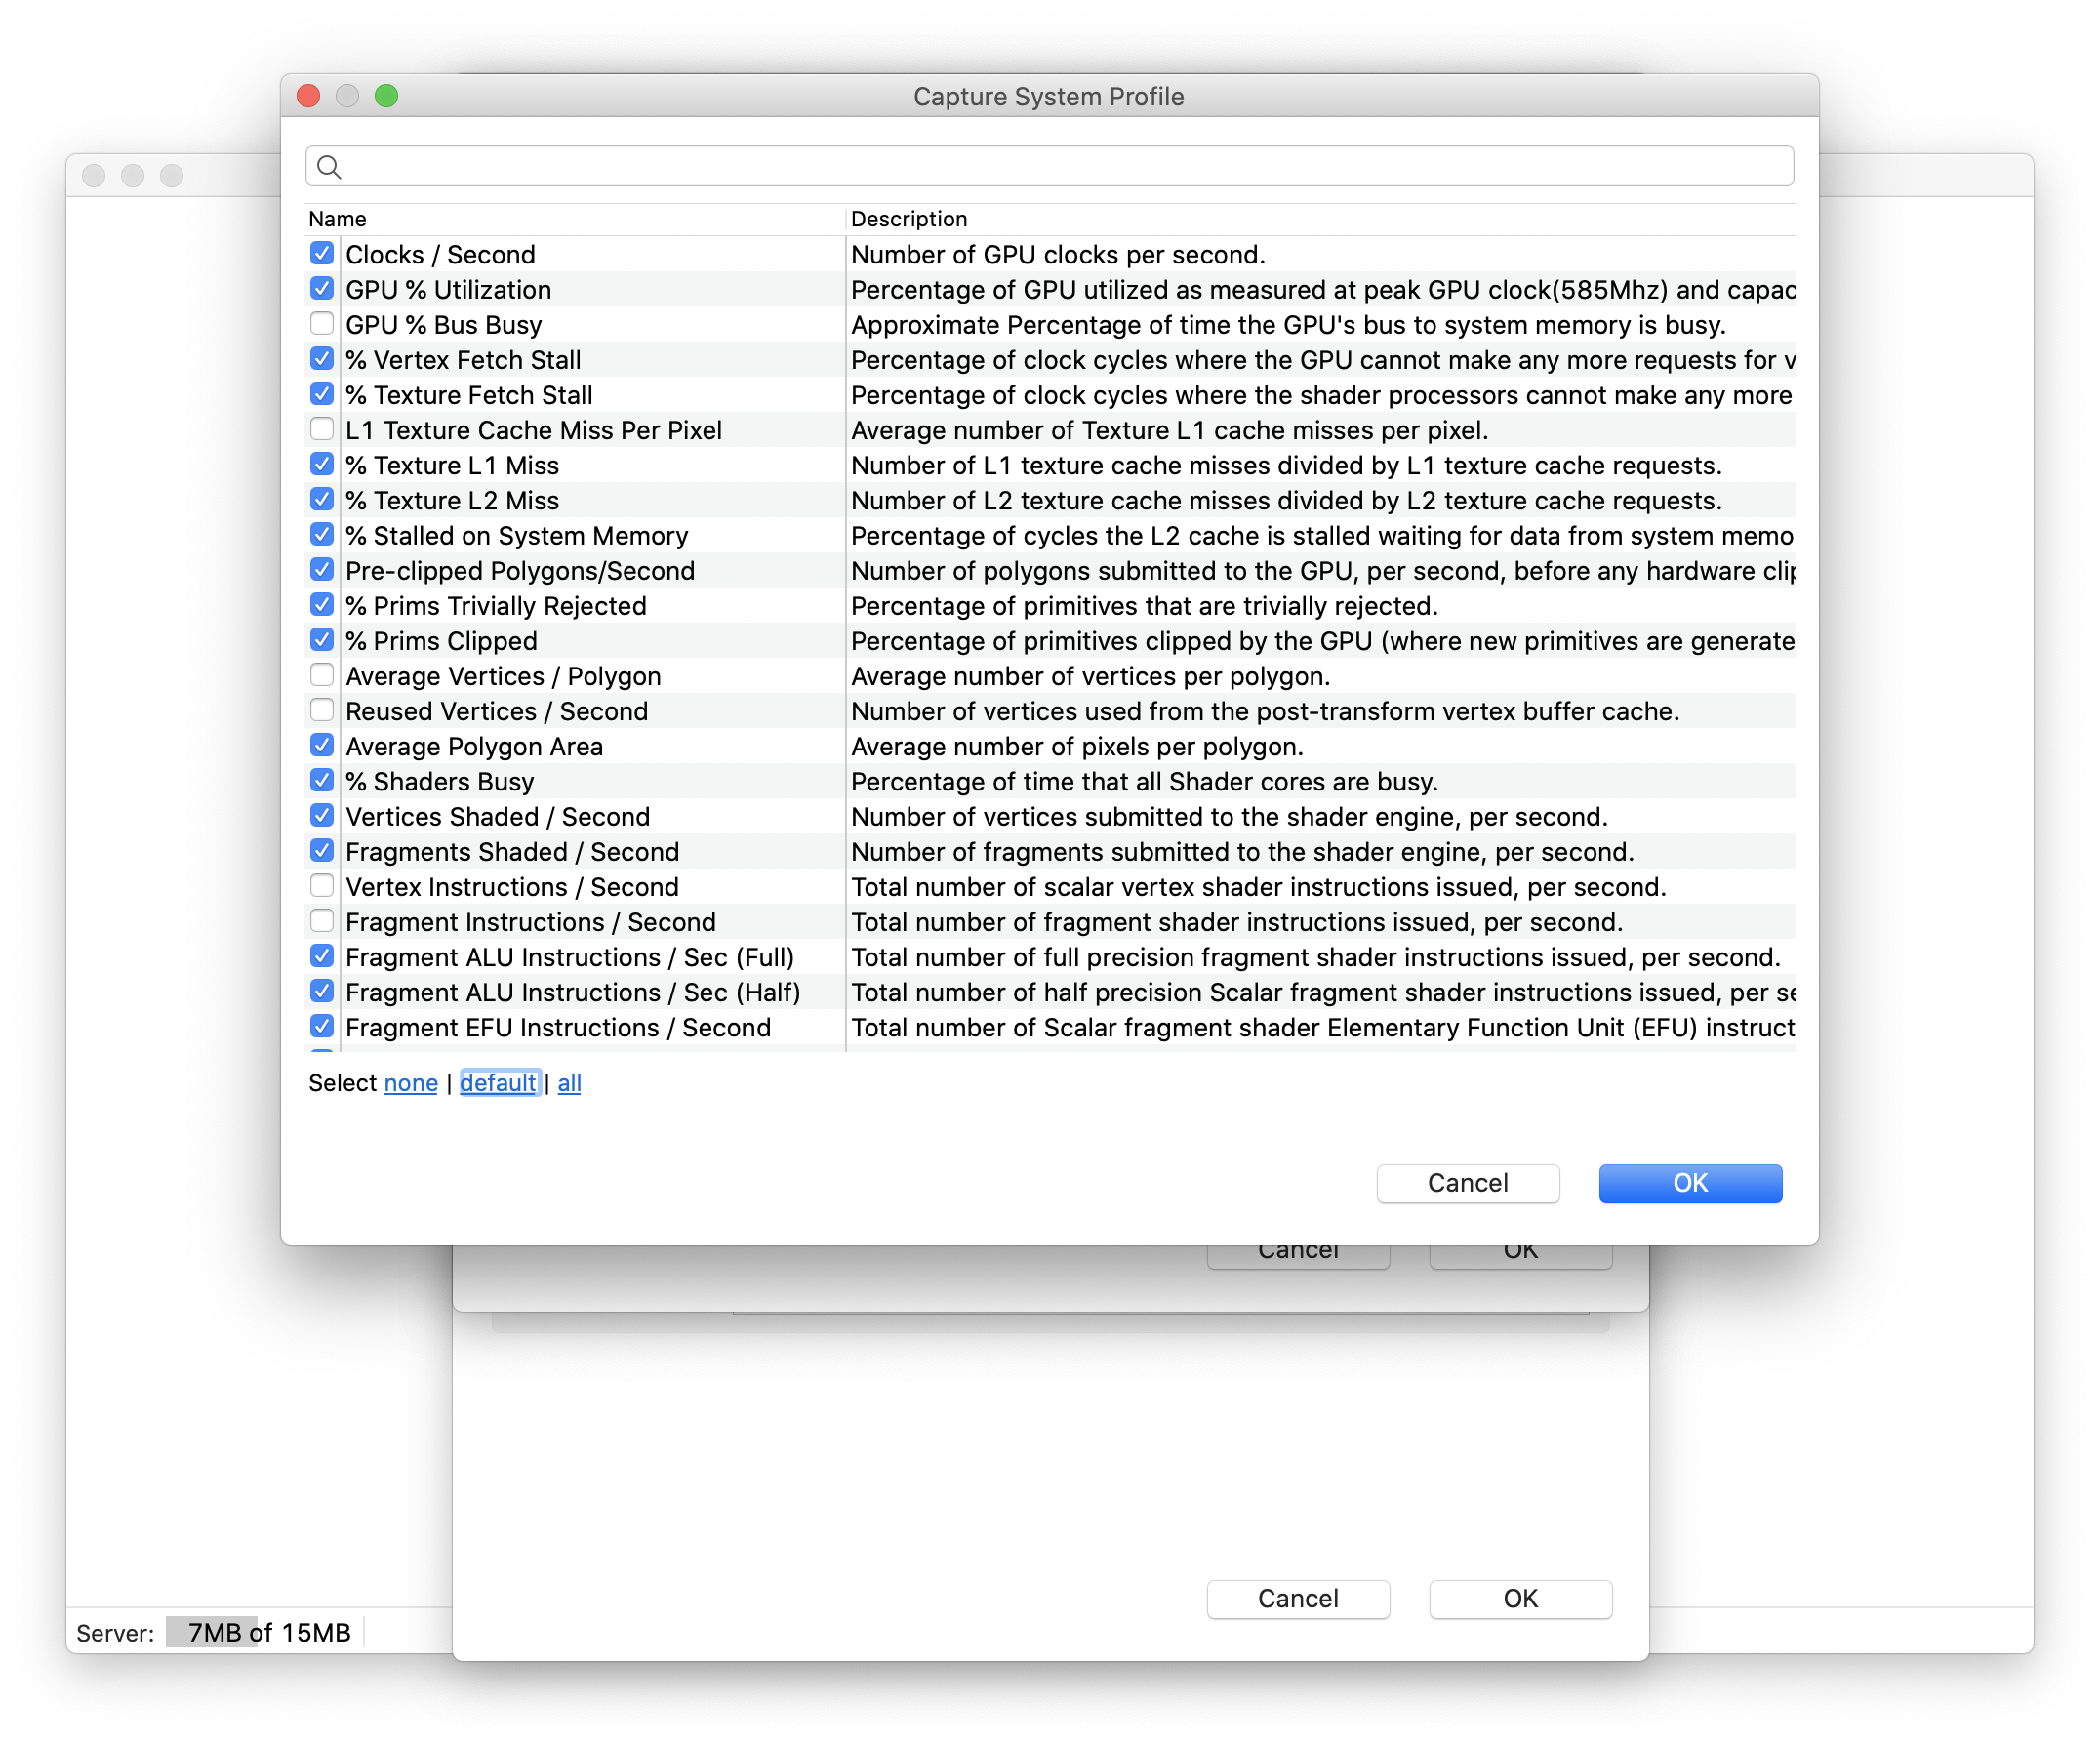 Capture System Profile
Name Description
Clocks / Second Number of GPU clocks per second.
GPU % Utilization Percentage of GPU utilized as measured at peak GPU clock(585Mhz) and capac
GPU % Bus Busy Approximate Percentage of time the GPU's bus to system memory is busy.
% Vertex Fetch Stall Percentage of clock cycles where the GPU cannot make any more requests for v
% Texture Fetch Stall Percentage of clock cycles where the shader processors cannot make any more
L1 Texture Cache Miss Per Pixel Average number of Texture L1 cache misses per pixel.
% Texture L1 Miss Number of L1 texture cache misses divided by L1 texture cache requests.
% Texture L2 Miss Number of L2 texture cache misses divided by L2 texture cache requests.
% Stalled on System Memory Percentage of cycles the L2 cache is stalled waiting for data from system memo
Pre-clipped Polygons/Second Number of polygons submitted to the GPU, per second, before any hardware clip
% Prims Trivially Rejected Percentage of primitives that are trivially rejected.
% Prims Clipped Percentage of primitives clipped by the GPU (where new primitives are generate
Average Vertices / Polygon Average number of vertices per polygon.
Reused Vertices / Second Number of vertices used from the post-transform vertex buffer cache.
Average Polygon Area Average number of pixels per polygon.
% Shaders Busy Percentage of time that all Shader cores are busy.
Vertices Shaded / Second Number of vertices submitted to the shader engine, per second.
Fragments Shaded / Second Number of fragments submitted to the shader engine, per second.
Vertex Instructions / Second Total number of scalar vertex shader instructions issued, per second.
Fragment Instructions / Second Total number of fragment shader instructions issued, per second.
Fragment ALU Instructions / Sec (Full) Total number of full precision fragment shader instructions issued, per second.
Fragment ALU Instructions / Sec (Half) Total number of half precision Scalar fragment shader instructions issued, per se
Fragment EFU Instructions / Second Total number of Scalar fragment shader Elementary Function Unit (EFU) instruct
Select none | default | all
Cancel OK
Cancel OK
Cancel OK
Server: 7MB of 15MB